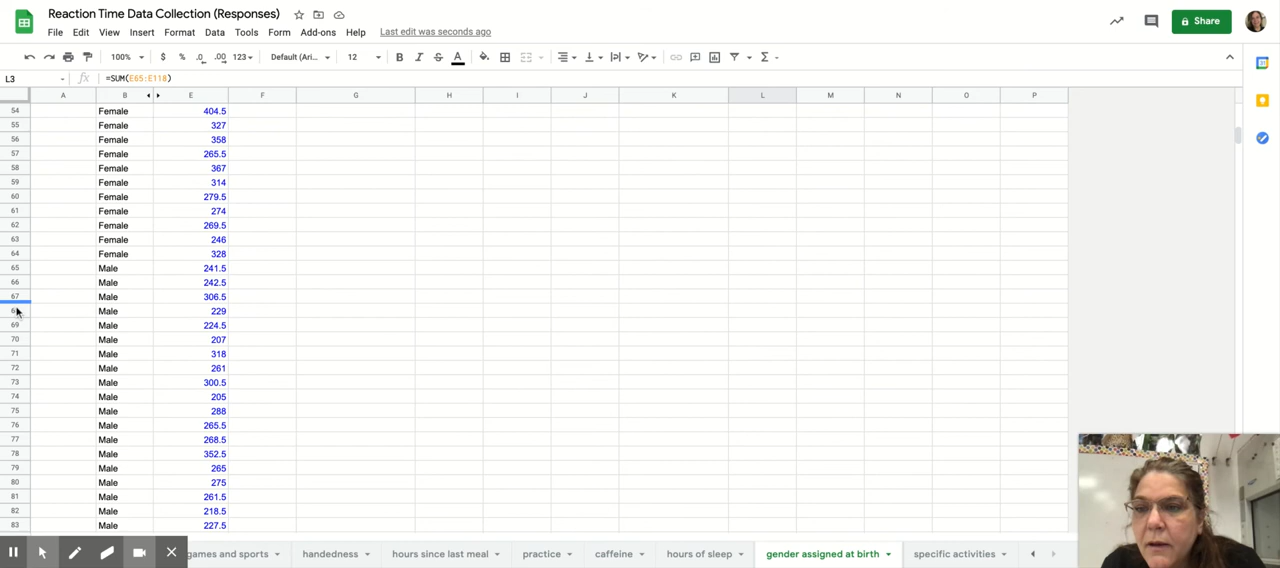 Reaction Time Data Collection (Responses)
File Edit View Insert Format Data Tools Form Add-ons Help Last edit was seconds ago
Share
100% $ % .0 .00 123 Default (Ari... 12 B I S A
L3 fx =SUM(E65:E118)
A B E F G H I J K L M N O P
54 Female 404.5
55 Female 327
56 Female 358
57 Female 265.5
58 Female 367
59 Female 314
60 Female 279.5
61 Female 274
62 Female 269.5
63 Female 246
64 Female 328
65 Male 241.5
66 Male 242.5
67 Male 306.5
Male 229
69 Male 224.5
70 Male 207
71 Male 318
72 Male 261
73 Male 300.5
74 Male 205
75 Male 288
76 Male 265.5
77 Male 268.5
78 Male 352.5
79 Male 265
80 Male 275
81 Male 261.5
82 Male 218.5
83 Male 227.5
games and sports handedness hours since last meal practice caffeine hours of sleep gender assigned at birth specific activities